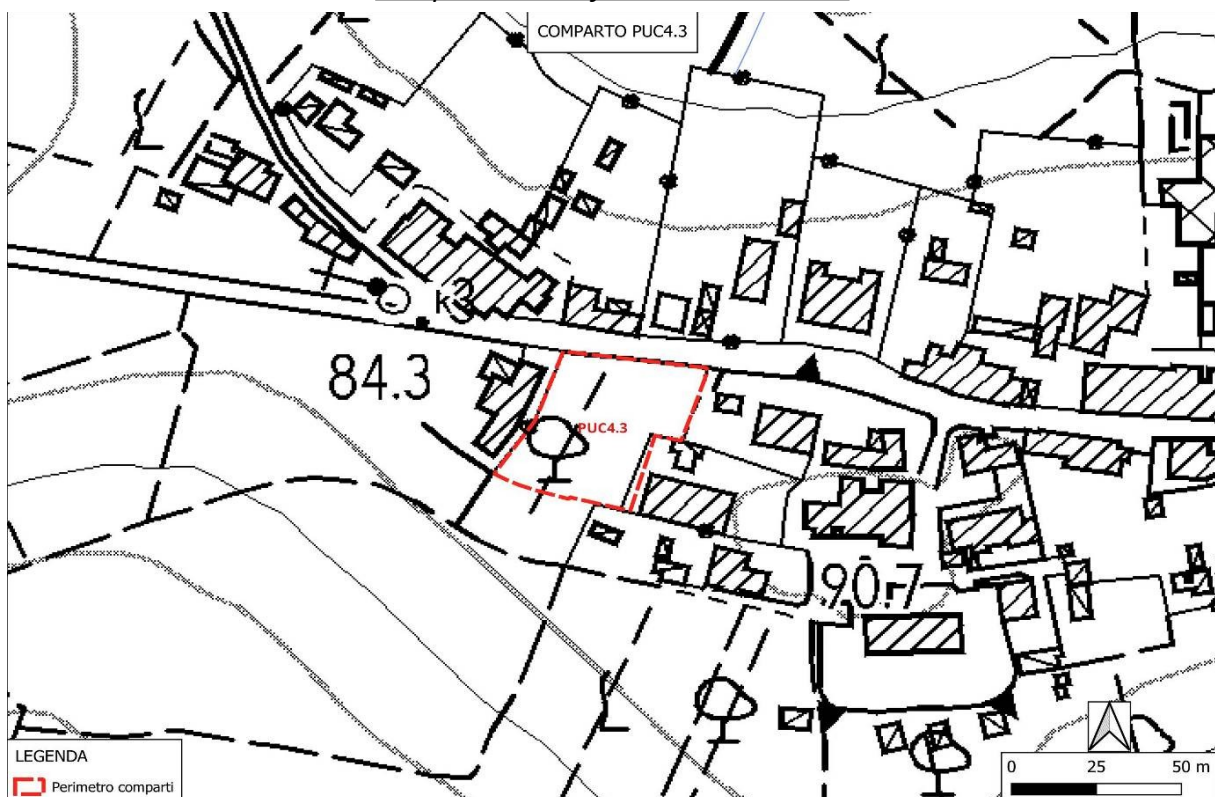 COMPARTO PUC4.3
k3
84.3
PUC4.3
90.7
LEGENDA
Perimetro comparti
0 25 50 m